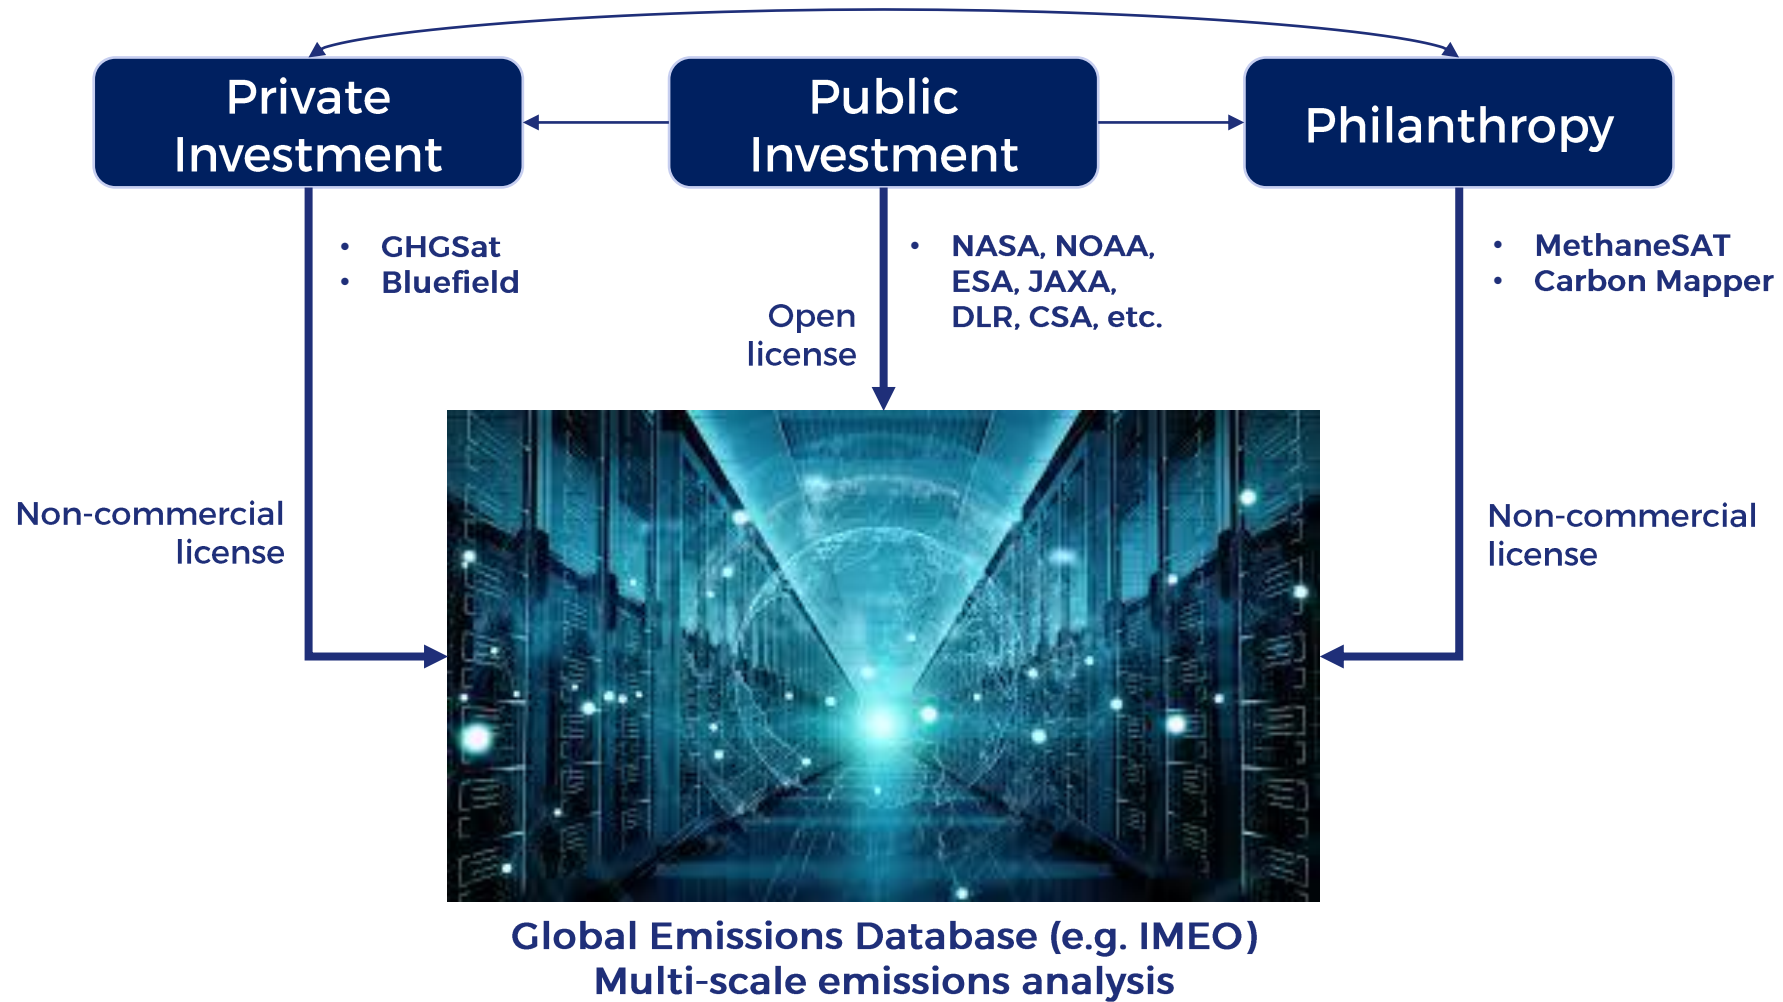 Private
Investment
Public
Investment
Philanthropy
• GHGSat
• Bluefield
• NASA, NOAA,
ESA, JAXA,
DLR, CSA, etc.
• MethaneSAT
• Carbon Mapper
Open
license
Non-commercial
license
Non-commercial
license
Global Emissions Database (e.g. IMEO)
Multi-scale emissions analysis